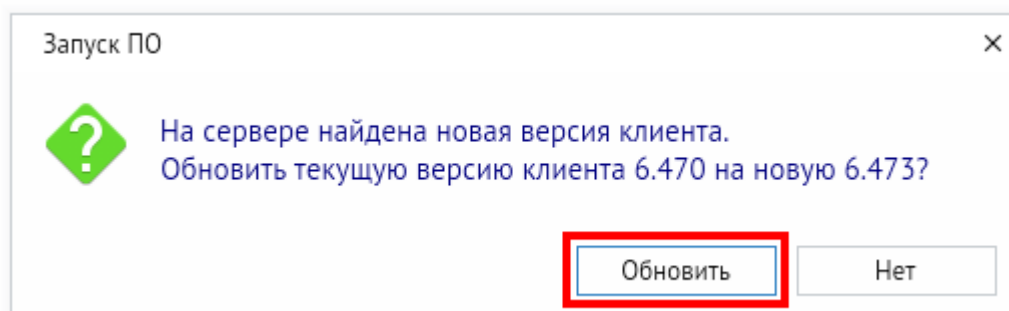 Запуск ПО
На сервере найдена новая версия клиента.
Обновить текущую версию клиента 6.470 на новую 6.473?
Обновить
Нет